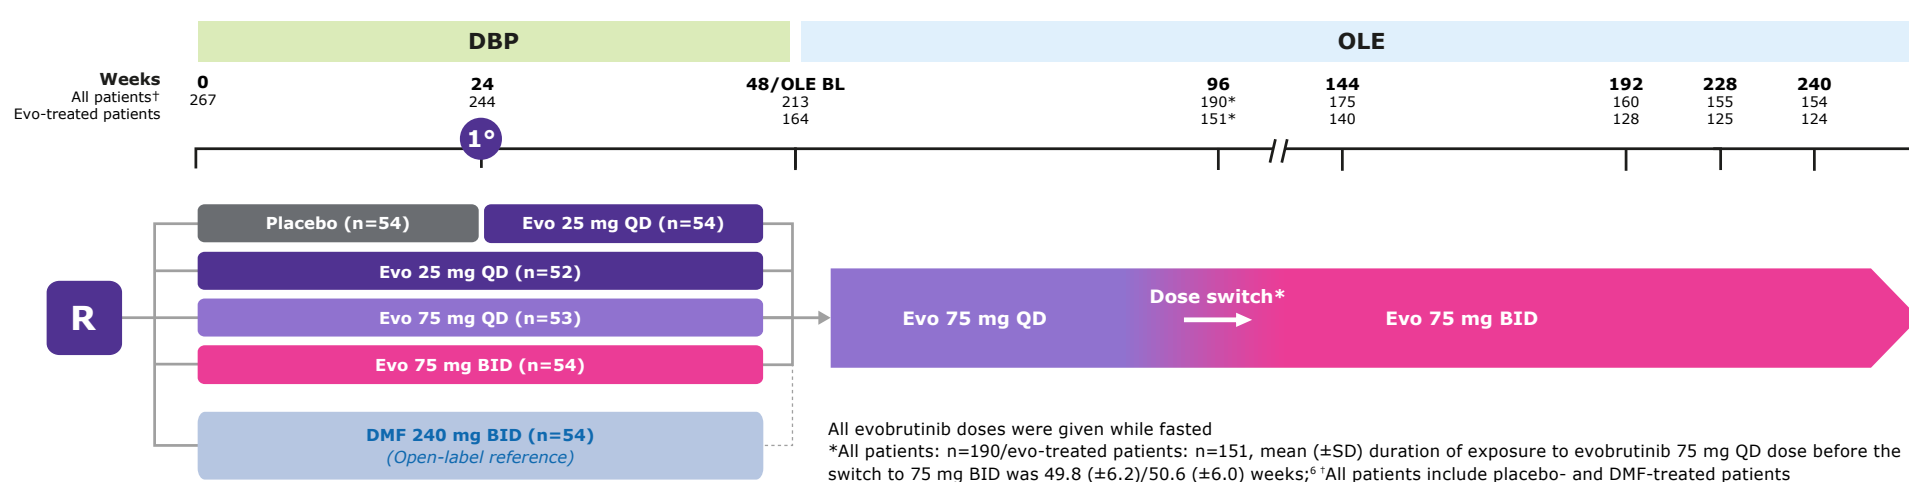 DBP OLE
Weeks 0 24 48/OLE BL 96 144 192 228 240
All patients† 267 244 213 190* 175 160 155 154
Evo-treated patients 164 151* 140 128 125 124
1°
Placebo (n=54) Evo 25 mg QD (n=54)
Evo 25 mg QD (n=52)
R Evo 75 mg QD (n=53)
Evo 75 mg BID (n=54)
Dose switch*
Evo 75 mg QD Evo 75 mg BID
DMF 240 mg BID (n=54)
(Open-label reference)
All evobrutinib doses were given while fasted
*All patients: n=190/evo-treated patients: n=151, mean (±SD) duration of exposure to evobrutinib 75 mg QD dose before the
switch to 75 mg BID was 49.8 (±6.2)/50.6 (±6.0) weeks;⁶ †All patients include placebo- and DMF-treated patients